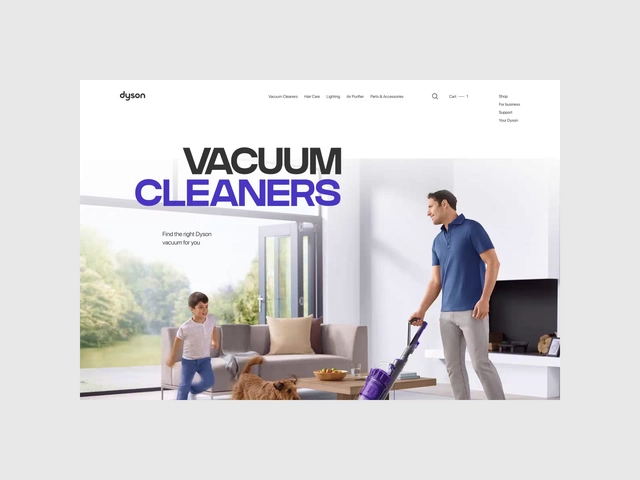 dyson
Vacuum Cleaners Hair Care Lighting Air Purifier Parts & Accessories
Cart — 1
Shop
For business
Support
Your Dyson
VACUUM
CLEANERS
Find the right Dyson
vacuum for you